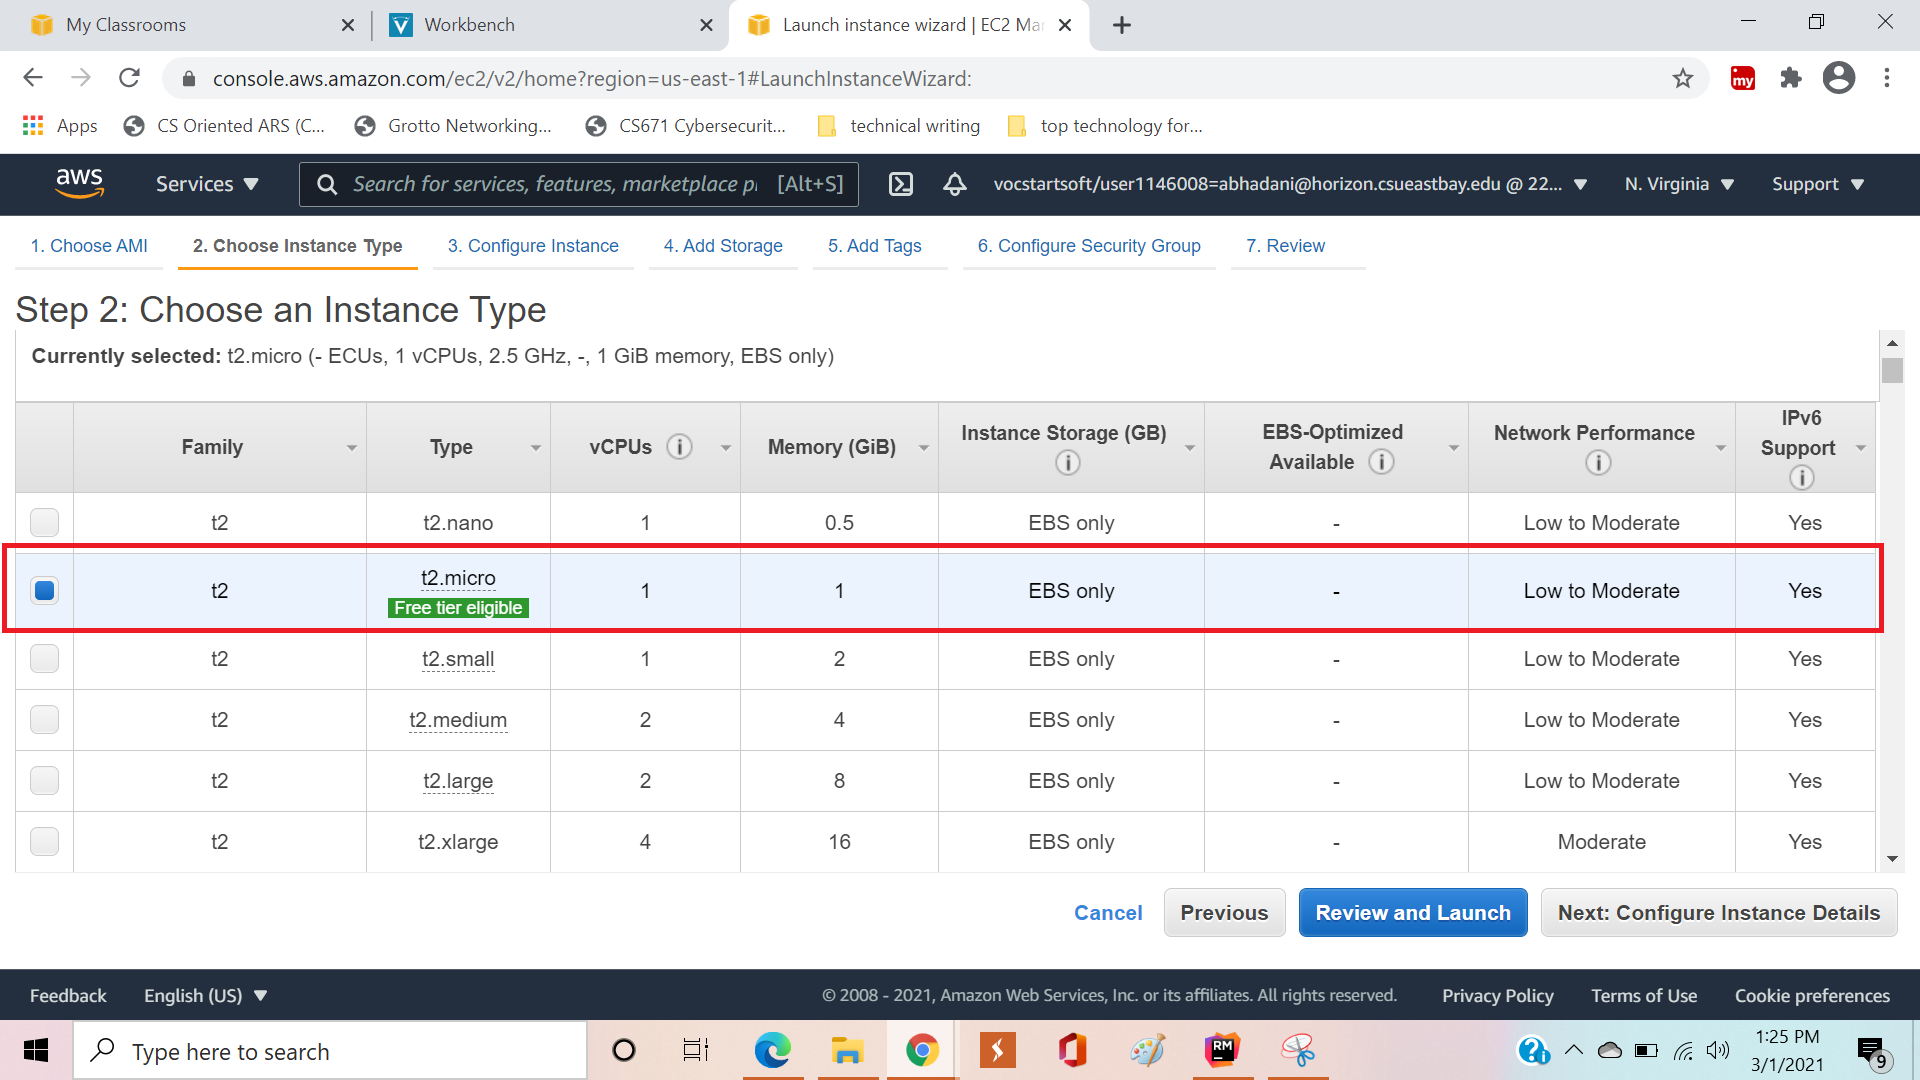 My Classrooms
Workbench
Launch instance wizard | EC2 Mar
console.aws.amazon.com/ec2/v2/home?region=us-east-1#LaunchInstanceWizard:
my
Apps
CS Oriented ARS (C...
Grotto Networking...
CS671 Cybersecurit...
technical writing
top technology for...
aws
Services
Search for services, features, marketplace p
[Alt+S]
vocstartsoft/user1146008=abhadani@horizon.csueastbay.edu @ 22...
N. Virginia
Support
1. Choose AMI
2. Choose Instance Type
3. Configure Instance
4. Add Storage
5. Add Tags
6. Configure Security Group
7. Review
Step 2: Choose an Instance Type
Currently selected: t2.micro (- ECUs, 1 vCPUs, 2.5 GHz, -, 1 GiB memory, EBS only)
Family
Type
vCPUs
Memory (GiB)
Instance Storage (GB)
EBS-Optimized
Available
Network Performance
IPv6
Support
t2 t2.nano 1 0.5 EBS only - Low to Moderate Yes
t2 t2.micro 1 1 EBS only - Low to Moderate Yes
Free tier eligible
t2 t2.small 1 2 EBS only - Low to Moderate Yes
t2 t2.medium 2 4 EBS only - Low to Moderate Yes
t2 t2.large 2 8 EBS only - Low to Moderate Yes
t2 t2.xlarge 4 16 EBS only - Moderate Yes
Cancel
Previous
Review and Launch
Next: Configure Instance Details
Feedback
English (US)
© 2008 - 2021, Amazon Web Services, Inc. or its affiliates. All rights reserved.
Privacy Policy
Terms of Use
Cookie preferences
Type here to search
RM
1:25 PM
3/1/2021
9